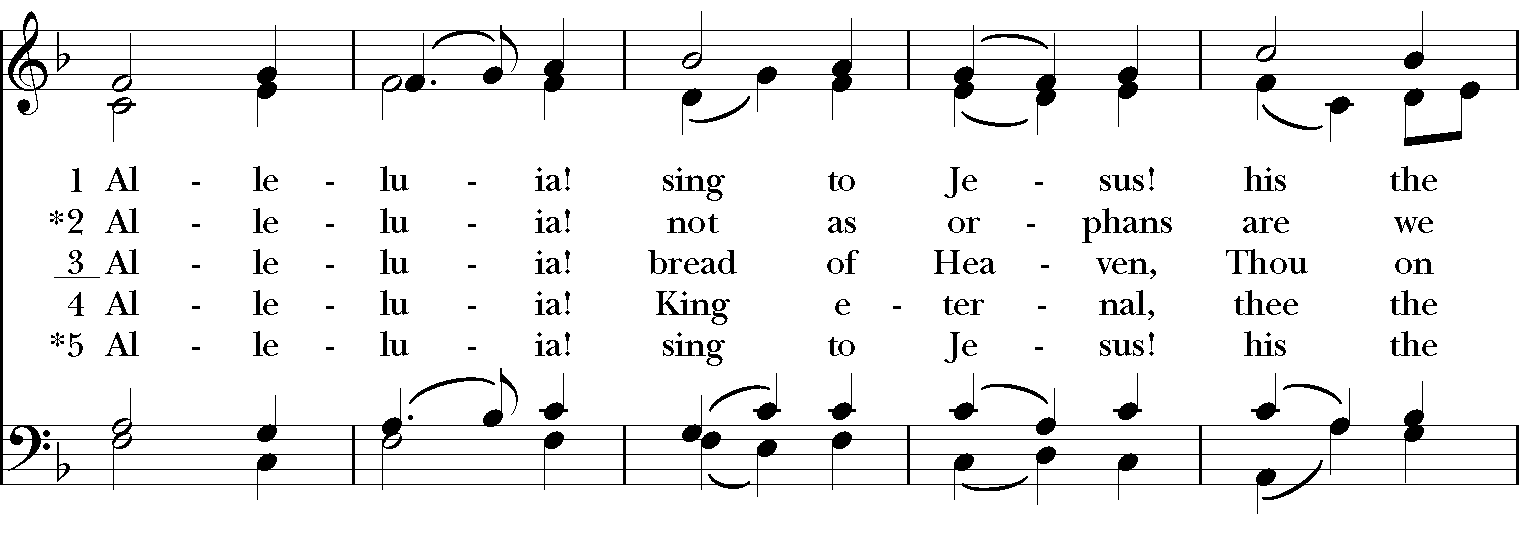 1 Al - le - lu - ia! sing to Je - sus! his the
*2 Al - le - lu - ia! not as or - phans are we
3 Al - le - lu - ia! bread of Hea - ven, Thou on
4 Al - le - lu - ia! King e - ter - nal, thee the
*5 Al - le - lu - ia! sing to Je - sus! his the